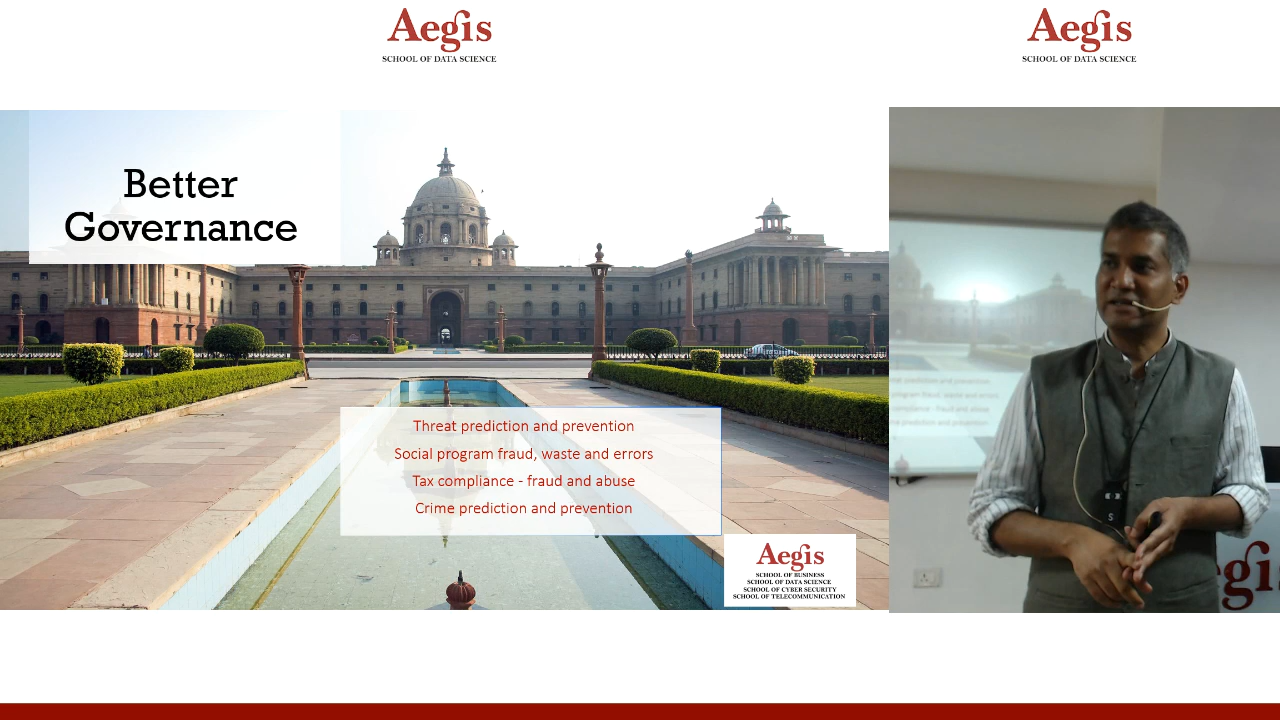 Aegis
SCHOOL OF DATA SCIENCE
Aegis
SCHOOL OF DATA SCIENCE
Better
Governance
Threat prediction and prevention
Social program fraud, waste and errors
Tax compliance - fraud and abuse
Crime prediction and prevention
Aegis
SCHOOL OF BUSINESS
SCHOOL OF DATA SCIENCE
SCHOOL OF CYBER SECURITY
SCHOOL OF TELECOMMUNICATION
S